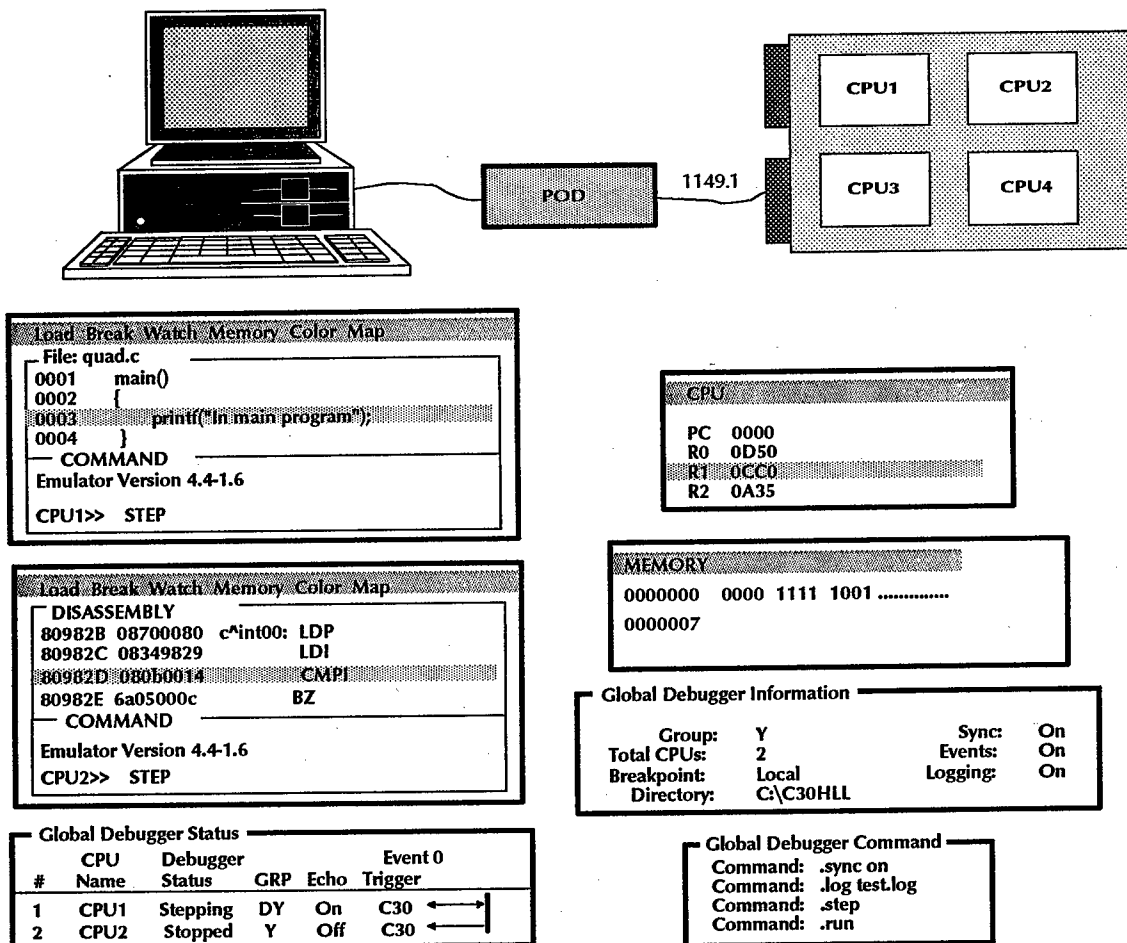 CPU1 CPU2
CPU3 CPU4
POD
1149.1
Load Break Watch Memory Color Map
File: quad.c
0001 main()
0002 {
0003 printf("In main program");
0004 }
COMMAND
Emulator Version 4.4-1.6
CPU1>> STEP
CPU
PC 0000
R0 0D50
R1 0CC0
R2 0A35
Load Break Watch Memory Color Map
DISASSEMBLY
80982B 08700080 c^int00: LDP
80982C 08349829 LDI
80982D 080b0014 CMPI
80982E 6a05000c BZ
COMMAND
Emulator Version 4.4-1.6
CPU2>> STEP
MEMORY
0000000 0000 1111 1001 ..............
0000007
Global Debugger Information
Group: Y Sync: On
Total CPUs: 2 Events: On
Breakpoint: Local Logging: On
Directory: C:\C30HLL
Global Debugger Status
CPU Debugger Event 0
# Name Status GRP Echo Trigger
1 CPU1 Stepping DY On C30
2 CPU2 Stopped Y Off C30
Global Debugger Command
Command: .sync on
Command: .log test.log
Command: .step
Command: .run